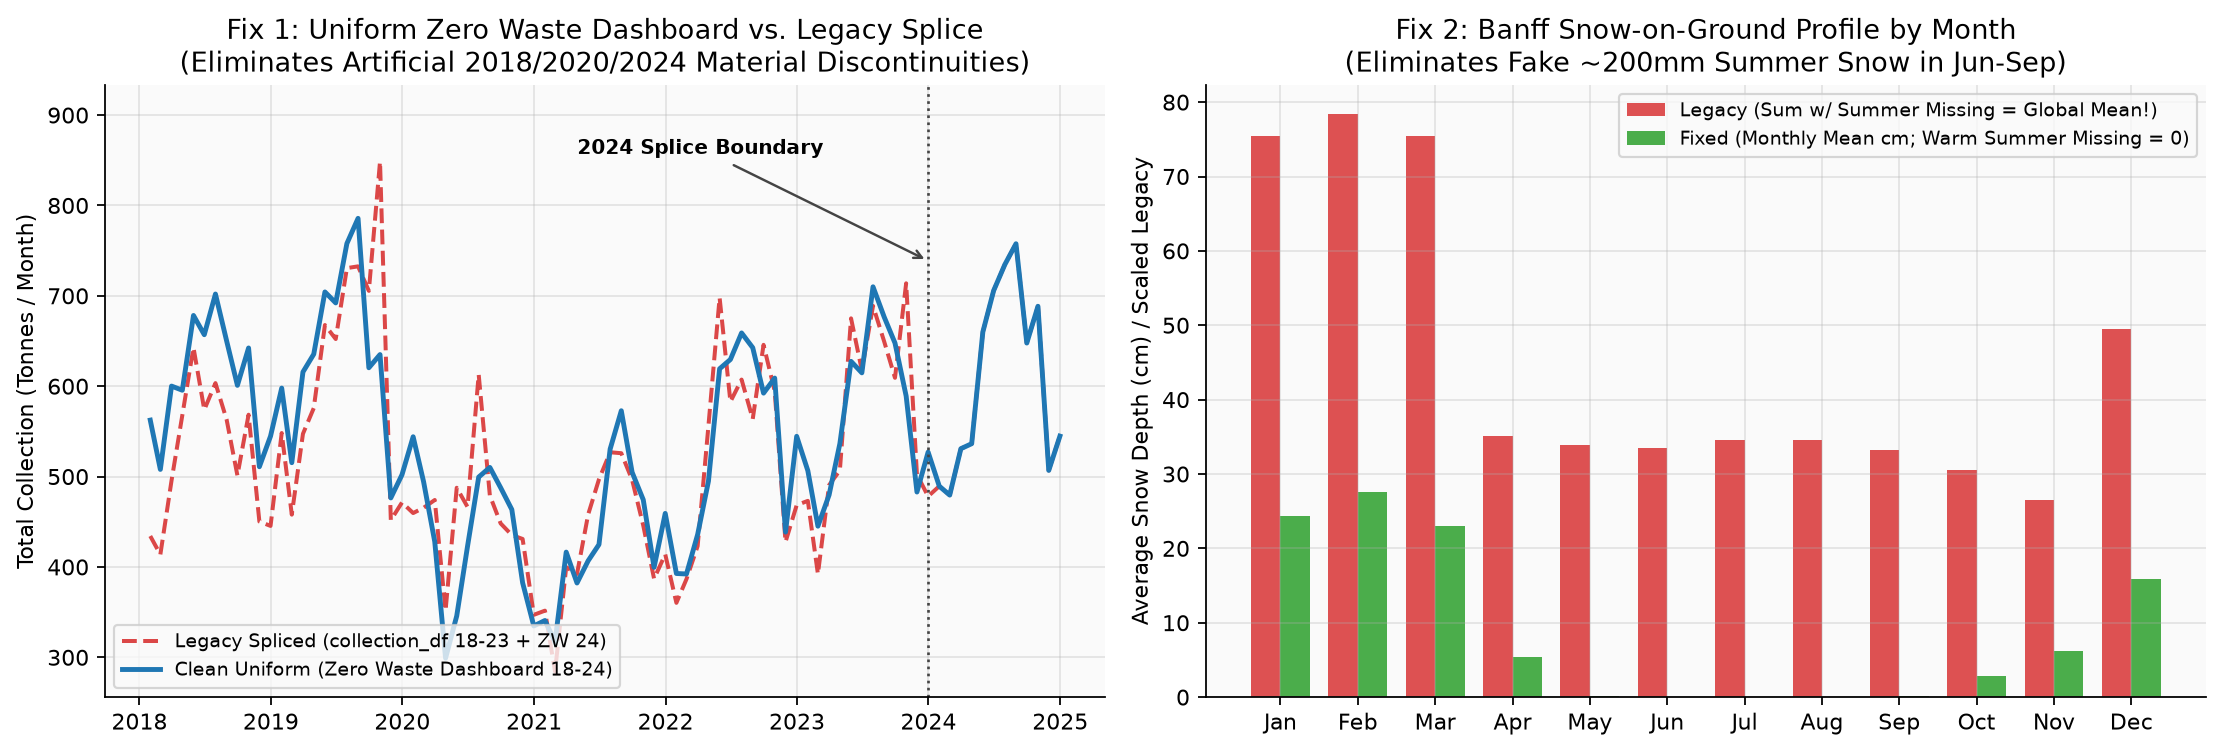 Fix 1: Uniform Zero Waste Dashboard vs. Legacy Splice
(Eliminates Artificial 2018/2020/2024 Material Discontinuities)
Total Collection (Tonnes / Month)
900
800
700
600
500
400
300
2024 Splice Boundary
Legacy Spliced (collection_df 18-23 + ZW 24)
Clean Uniform (Zero Waste Dashboard 18-24)
2018 2019 2020 2021 2022 2023 2024 2025
Fix 2: Banff Snow-on-Ground Profile by Month
(Eliminates Fake ~200mm Summer Snow in Jun-Sep)
Average Snow Depth (cm) / Scaled Legacy
80
70
60
50
40
30
20
10
0
Legacy (Sum w/ Summer Missing = Global Mean!)
Fixed (Monthly Mean cm; Warm Summer Missing = 0)
Jan Feb Mar Apr May Jun Jul Aug Sep Oct Nov Dec